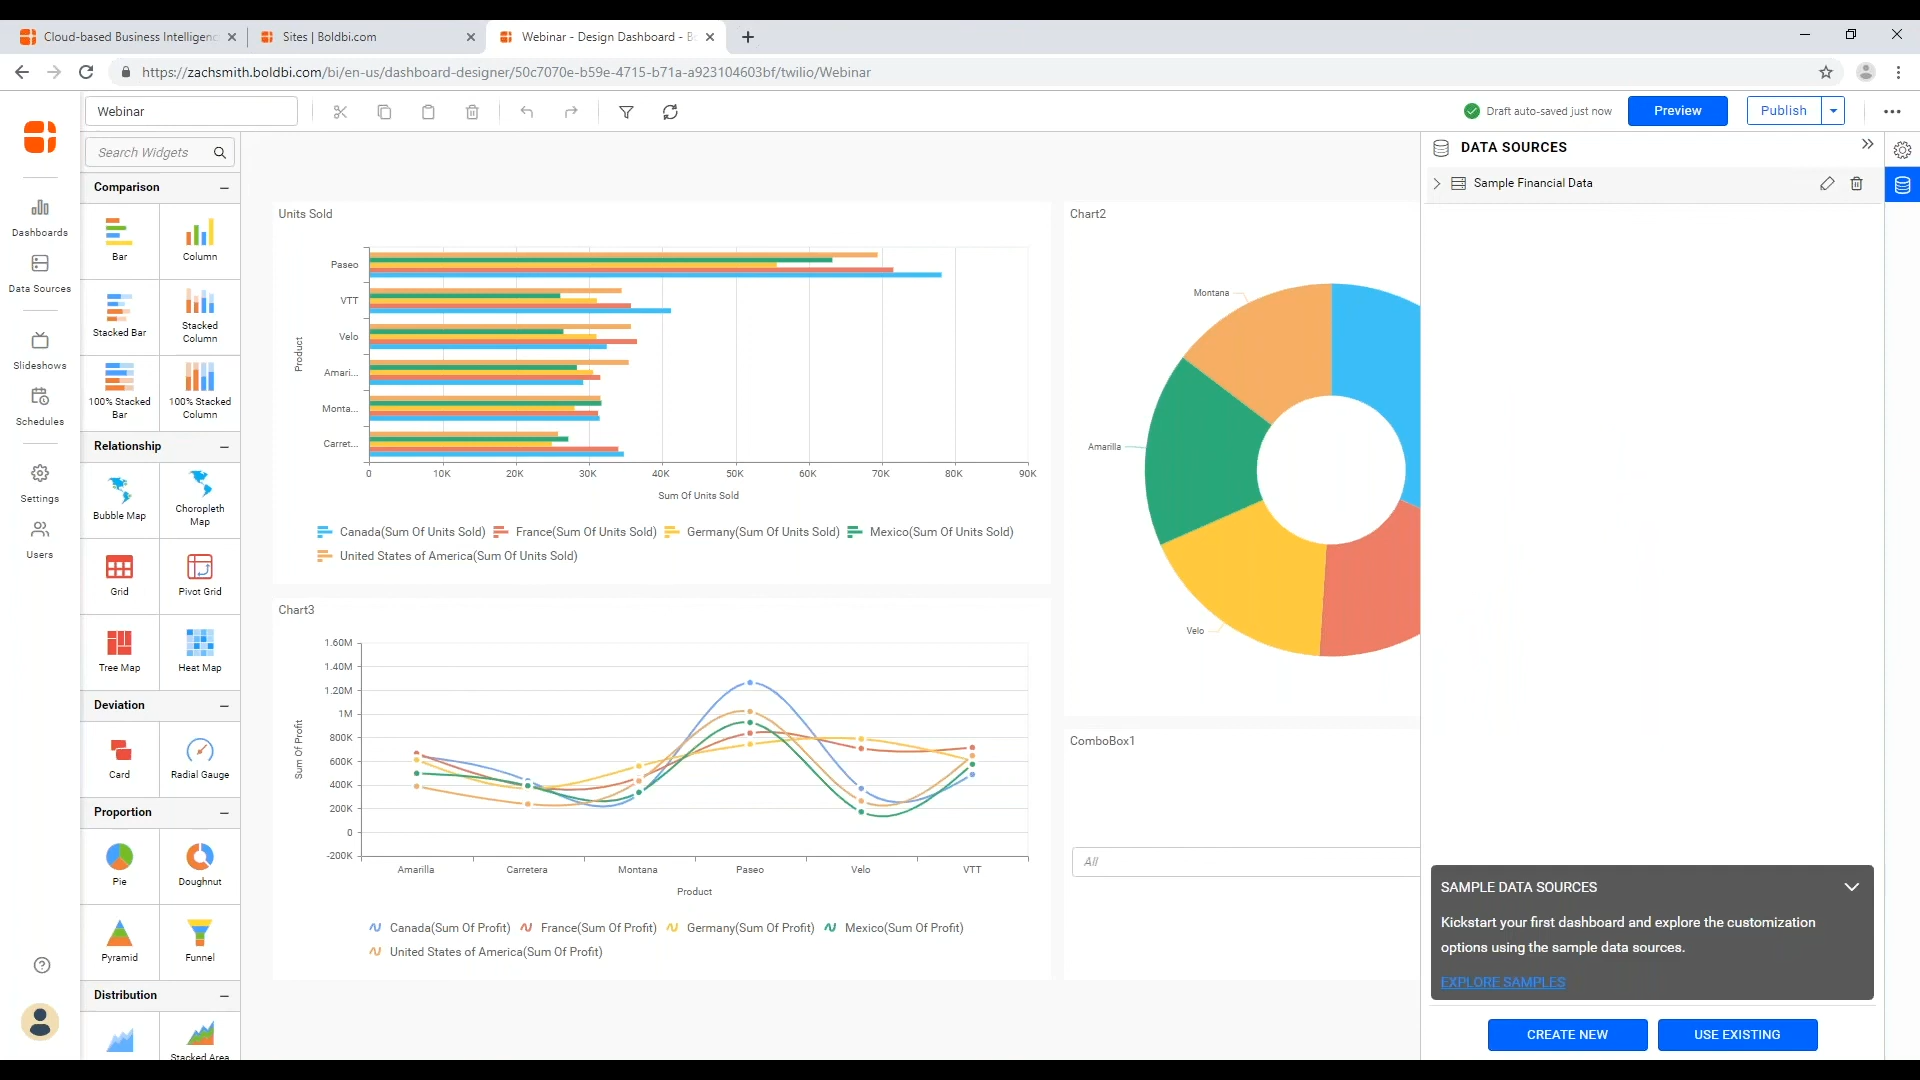 Cloud-based Business Intelligenc
Sites | Boldbi.com
Webinar - Design Dashboard - Bo
https://zachsmith.boldbi.com/bi/en-us/dashboard-designer/50c7070e-b59e-4715-b71a-a923104603bf/twilio/Webinar
Webinar
Draft auto-saved just now
Preview
Publish
Dashboards
Data Sources
Slideshows
Schedules
Settings
Users
Search Widgets
Comparison
Bar
Column
Stacked Bar
Stacked
Column
100% Stacked
Bar
100% Stacked
Column
Relationship
Bubble Map
Choropleth
Map
Grid
Pivot Grid
Tree Map
Heat Map
Deviation
Card
Radial Gauge
Proportion
Pie
Doughnut
Pyramid
Funnel
Distribution
Stacked Area
Units Sold
Product
Paseo
VTT
Velo
Amari...
Monta...
Carret...
0 10K 20K 30K 40K 50K 60K 70K 80K 90K
Sum Of Units Sold
Canada(Sum Of Units Sold) France(Sum Of Units Sold) Germany(Sum Of Units Sold) Mexico(Sum Of Units Sold)
United States of America(Sum Of Units Sold)
Chart3
Sum Of Profit
1.60M
1.40M
1.20M
1M
800K
600K
400K
200K
0
-200K
Amarilla Carretera Montana Paseo Velo VTT
Product
Canada(Sum Of Profit) France(Sum Of Profit) Germany(Sum Of Profit) Mexico(Sum Of Profit)
United States of America(Sum Of Profit)
Chart2
Montana
Amarilla
Velo
ComboBox1
All
DATA SOURCES
Sample Financial Data
SAMPLE DATA SOURCES
Kickstart your first dashboard and explore the customization
options using the sample data sources.
EXPLORE SAMPLES
CREATE NEW
USE EXISTING